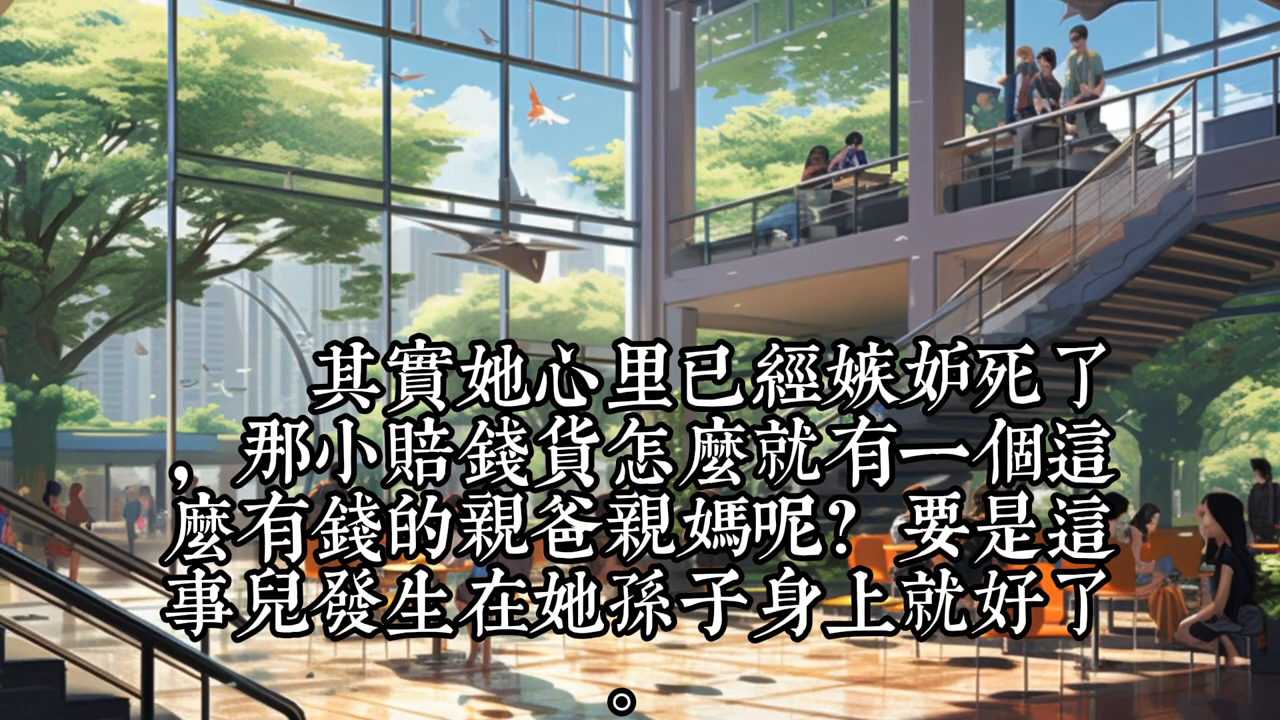 其實她心里已經嫉妒死了
，那小賠錢貨怎麼就有一個這
麼有錢的親爸親媽呢？要是這
事兒發生在她孫子身上就好了
。